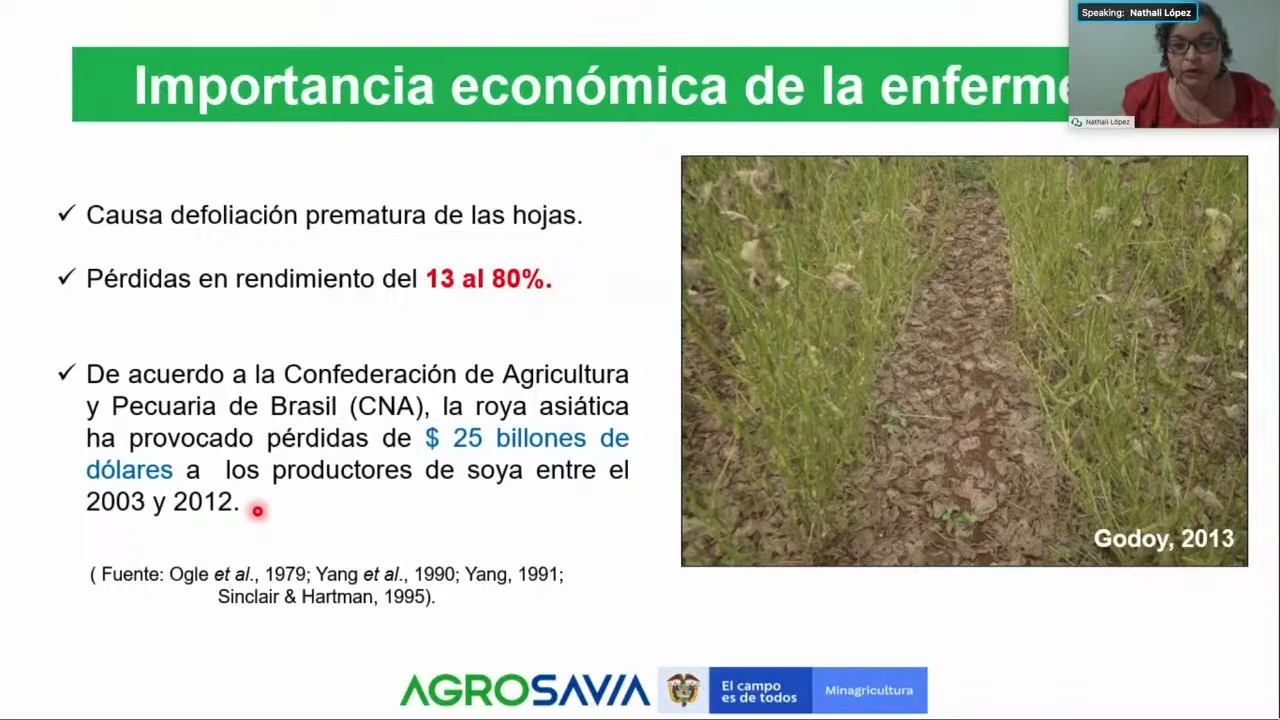 Speaking: Nathali López
Nathali López
Importancia económica de la enferme
✓ Causa defoliación prematura de las hojas.
✓ Pérdidas en rendimiento del 13 al 80%.
✓ De acuerdo a la Confederación de Agricultura
y Pecuaria de Brasil (CNA), la roya asiática
ha provocado pérdidas de $ 25 billones de
dólares a los productores de soya entre el
2003 y 2012.
( Fuente: Ogle et al., 1979; Yang et al., 1990; Yang, 1991;
Sinclair & Hartman, 1995).
Godoy, 2013
AGROSAVIA
El campo
es de todos
Minagricultura